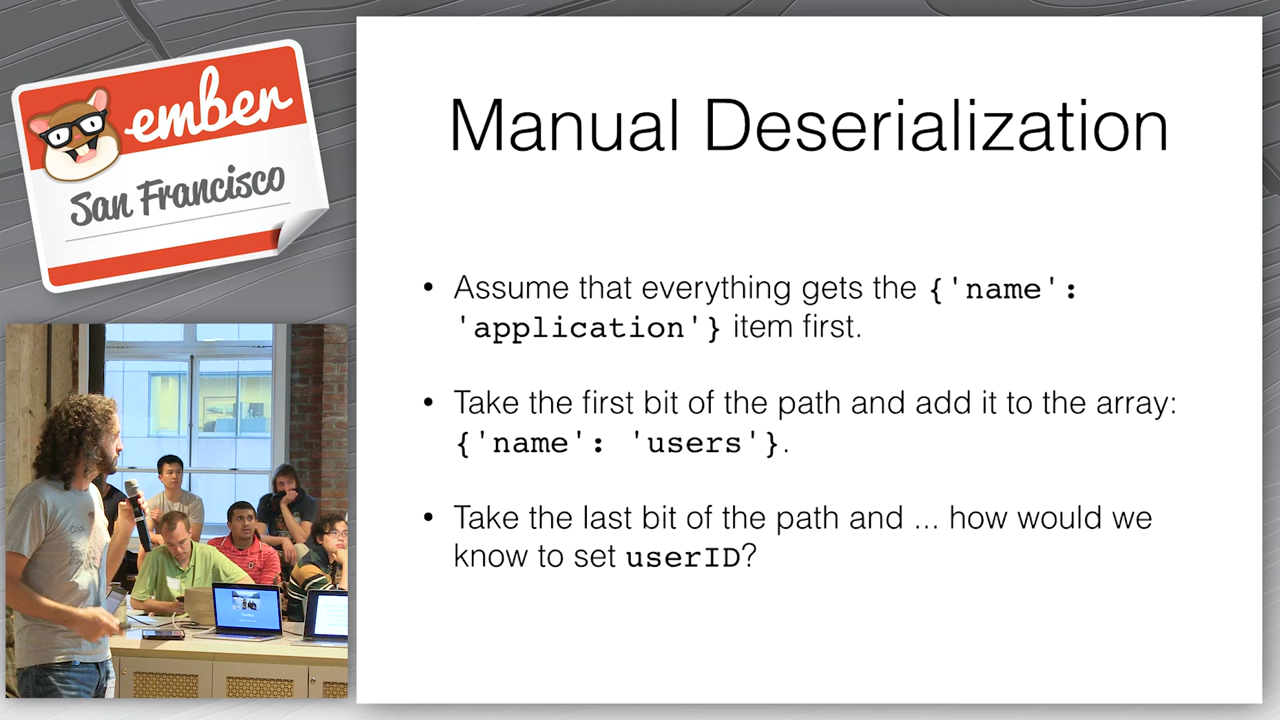 ember
San Francisco
Manual Deserialization
• Assume that everything gets the {'name':
'application'} item first.
• Take the first bit of the path and add it to the array:
{'name': 'users'}.
• Take the last bit of the path and ... how would we
know to set userID?